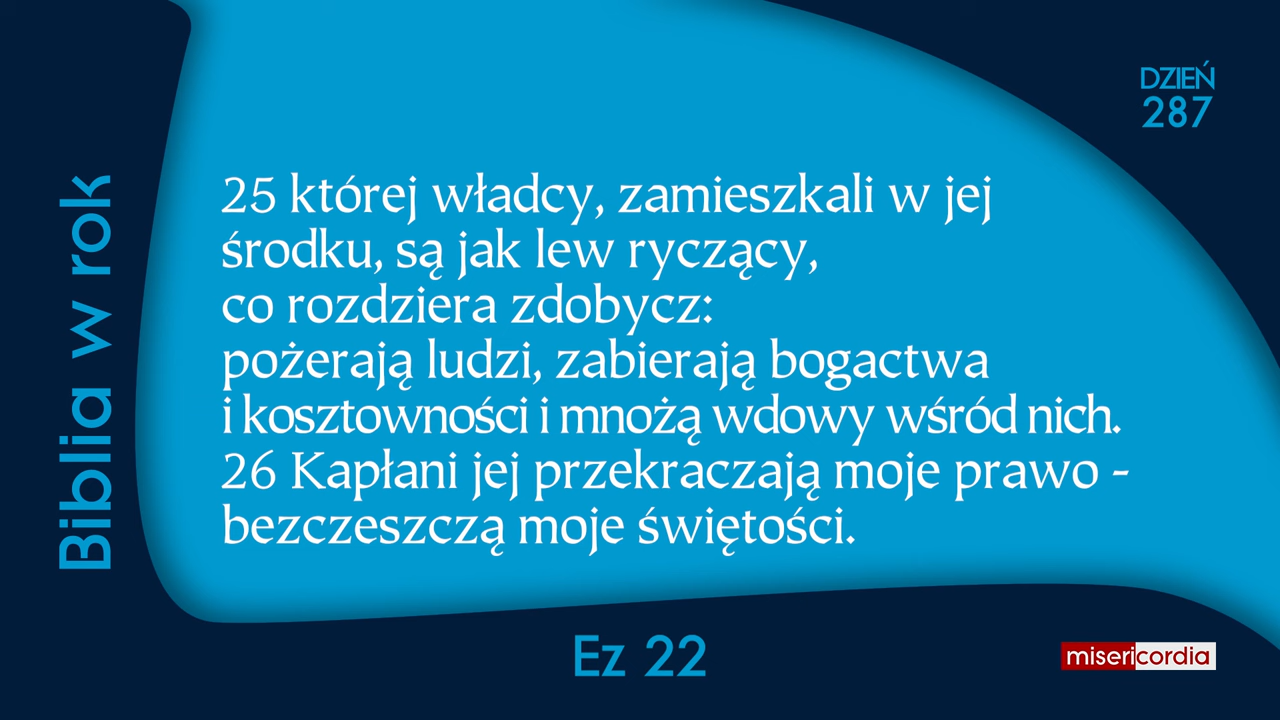 DZIEŃ
287
Biblia w rok
25 której władcy, zamieszkali w jej
środku, są jak lew ryczący,
co rozdziera zdobycz:
pożerają ludzi, zabierają bogactwa
i kosztowności i mnożą wdowy wśród nich.
26 Kapłani jej przekraczają moje prawo -
bezczeszczą moje świętości.
Ez 22
misericordia